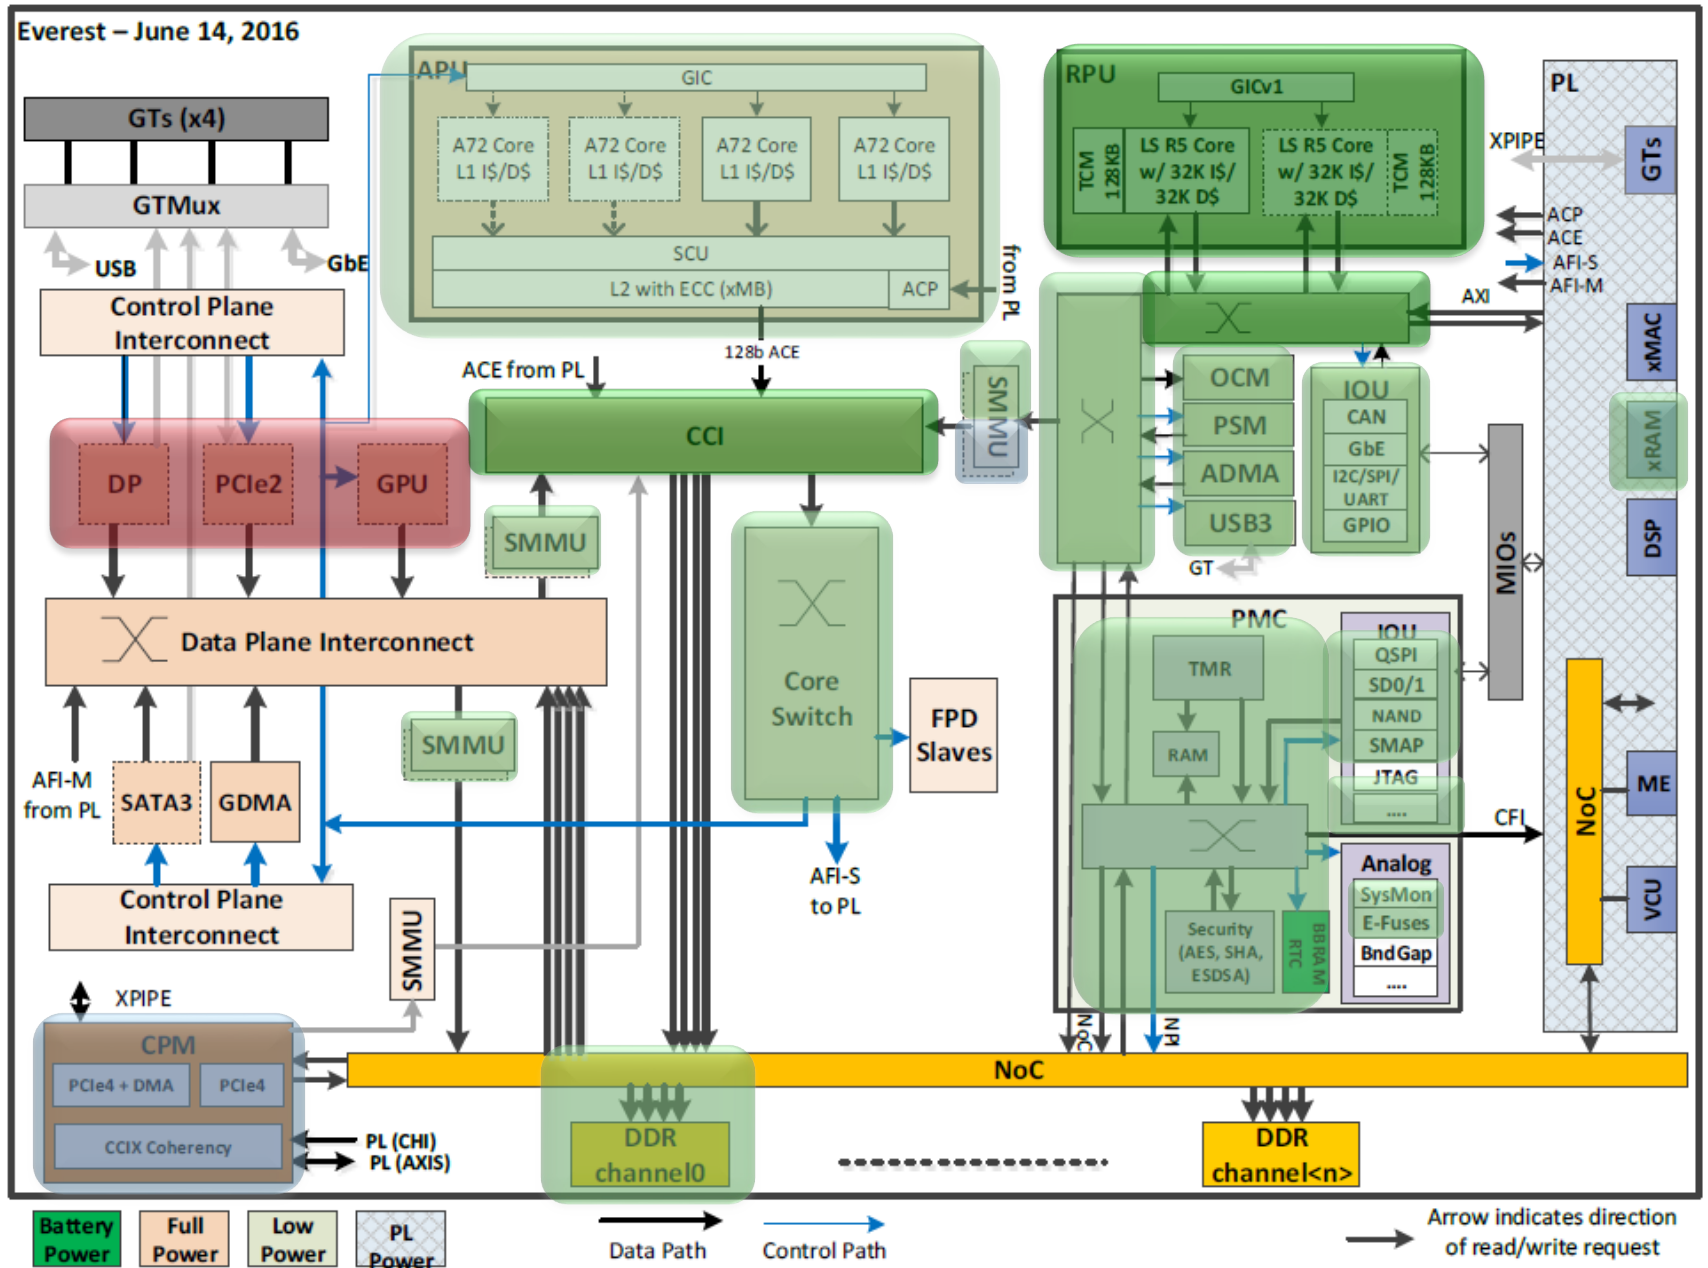 Everest – June 14, 2016
GTs (x4)
GTMux
USB
GbE
Control Plane
Interconnect
APU
GIC
A72 Core
L1 I$/D$
A72 Core
L1 I$/D$
A72 Core
L1 I$/D$
A72 Core
L1 I$/D$
SCU
L2 with ECC (xMB)
ACP
from PL
128b ACE
ACE from PL
CCI
SMMU
SMMU
RPU
GICv1
TCM
128KB
LS R5 Core
w/ 32K I$/
32K D$
LS R5 Core
w/ 32K I$/
32K D$
TCM
128KB
PL
XPIPE
GTs
ACP
ACE
AFI-S
AFI-M
AXI
xMAC
xRAM
DSP
ME
VCU
NoC
OCM
PSM
ADMA
USB3
GT
IOU
CAN
GbE
I2C/SPI/
UART
GPIO
MIOs
DP
PCIe2
GPU
SMMU
Data Plane Interconnect
SMMU
Core
Switch
FPD
Slaves
AFI-M
from PL
SATA3
GDMA
Control Plane
Interconnect
AFI-S
to PL
SMMU
PMC
TMR
RAM
IOU
QSPI
SD0/1
NAND
SMAP
JTAG
....
CFI
Analog
SysMon
E-Fuses
BndGap
....
Security
(AES, SHA,
ESDSA)
BBRAM
RTC
NoC
NPI
XPIPE
CPM
PCIe4 + DMA
PCIe4
CCIX Coherency
PL (CHI)
PL (AXIS)
NoC
DDR
channel0
DDR
channel<n>
Battery
Power
Full
Power
Low
Power
PL
Power
Data Path
Control Path
Arrow indicates direction
of read/write request